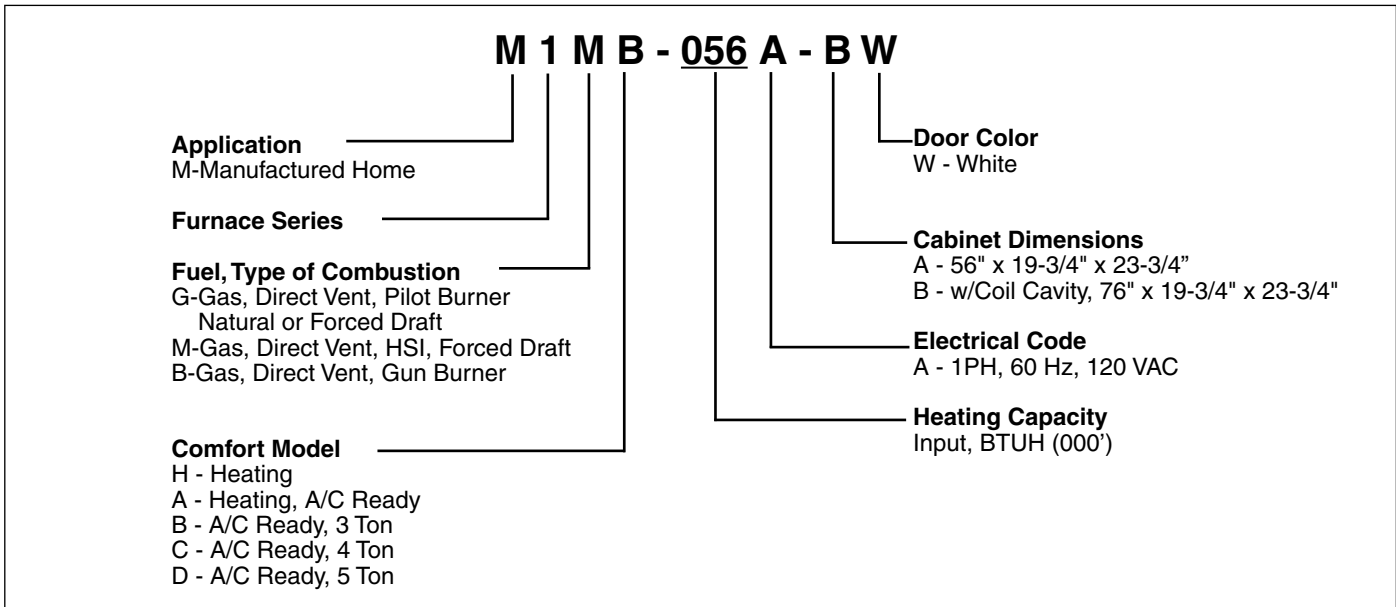 M 1 M B - 056 A - B W
Application
M-Manufactured Home
Furnace Series
Fuel, Type of Combustion
G-Gas, Direct Vent, Pilot Burner
Natural or Forced Draft
M-Gas, Direct Vent, HSI, Forced Draft
B-Gas, Direct Vent, Gun Burner
Comfort Model
H - Heating
A - Heating, A/C Ready
B - A/C Ready, 3 Ton
C - A/C Ready, 4 Ton
D - A/C Ready, 5 Ton
Door Color
W - White
Cabinet Dimensions
A - 56" x 19-3/4" x 23-3/4”
B - w/Coil Cavity, 76" x 19-3/4" x 23-3/4"
Electrical Code
A - 1PH, 60 Hz, 120 VAC
Heating Capacity
Input, BTUH (000’)